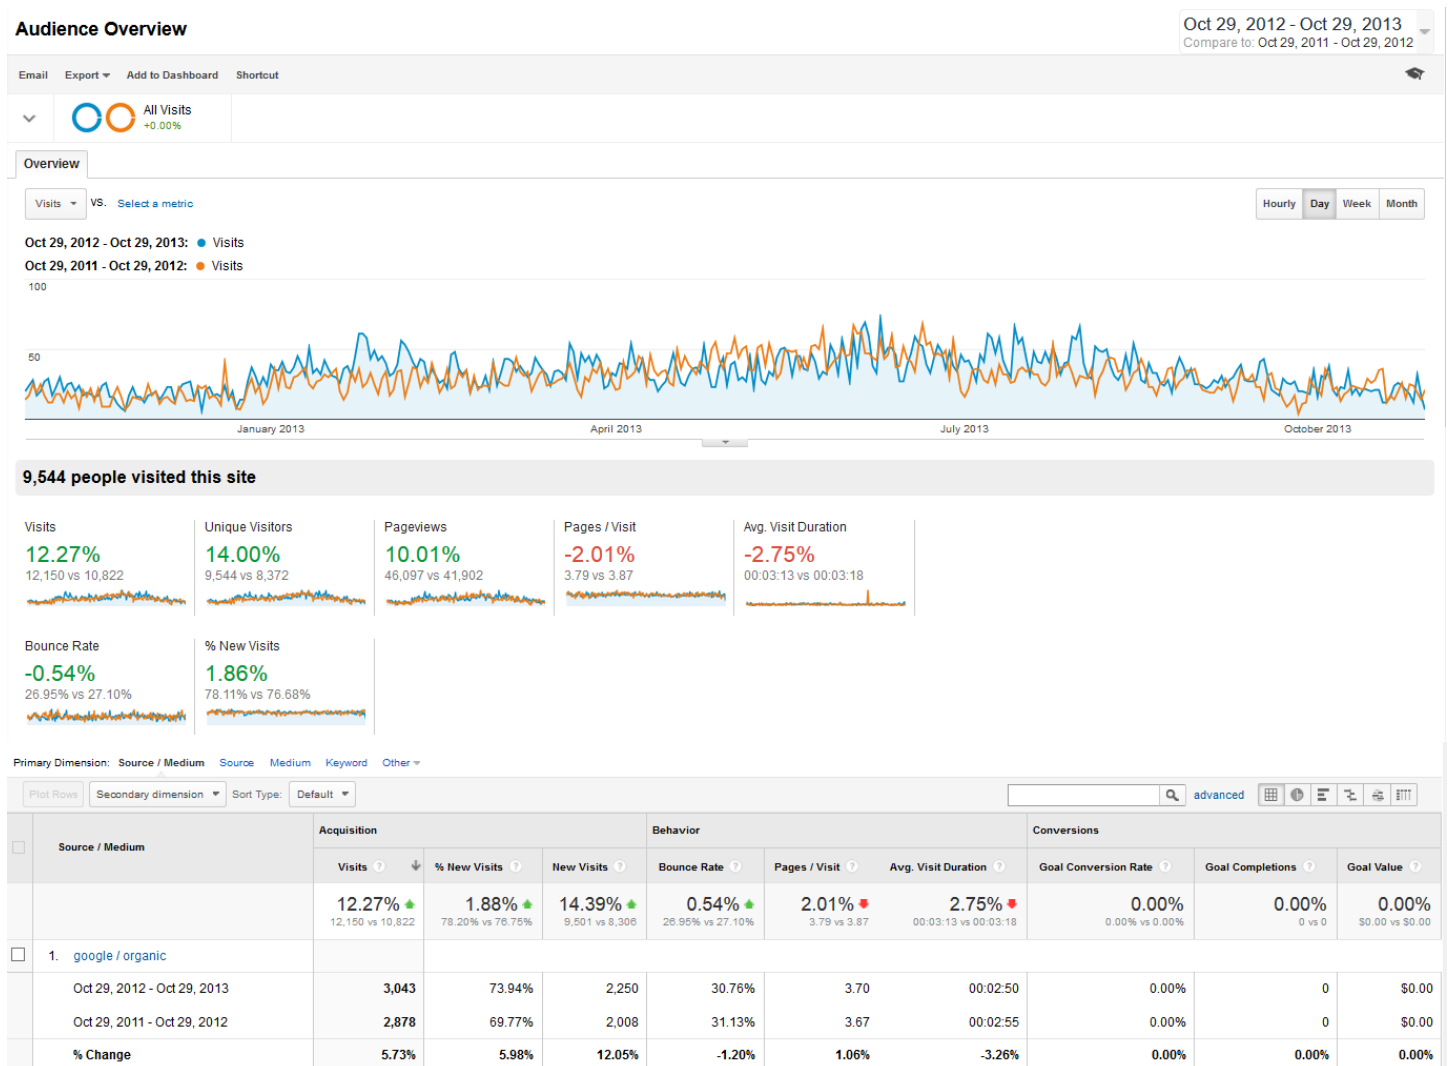 Audience Overview
Oct 29, 2012 - Oct 29, 2013
Compare to: Oct 29, 2011 - Oct 29, 2012
Email Export Add to Dashboard Shortcut
All Visits
+0.00%
Overview
Visits VS. Select a metric
Hourly Day Week Month
Oct 29, 2012 - Oct 29, 2013: Visits
Oct 29, 2011 - Oct 29, 2012: Visits
100
50
January 2013 April 2013 July 2013 October 2013
9,544 people visited this site
Visits Unique Visitors Pageviews Pages / Visit Avg. Visit Duration
12.27% 14.00% 10.01% -2.01% -2.75%
12,150 vs 10,822 9,544 vs 8,372 46,097 vs 41,902 3.79 vs 3.87 00:03:13 vs 00:03:18
Bounce Rate % New Visits
-0.54% 1.86%
26.95% vs 27.10% 78.11% vs 76.68%
Primary Dimension: Source / Medium Source Medium Keyword Other
Plot Rows Secondary dimension Sort Type: Default advanced
Acquisition Behavior Conversions
Source / Medium
Visits ? % New Visits ? New Visits ? Bounce Rate ? Pages / Visit ? Avg. Visit Duration ? Goal Conversion Rate ? Goal Completions ? Goal Value ?
12.27% 1.88% 14.39% 0.54% 2.01% 2.75% 0.00% 0.00% 0.00%
12,150 vs 10,822 78.20% vs 76.75% 9,501 vs 8,306 26.95% vs 27.10% 3.79 vs 3.87 00:03:13 vs 00:03:18 0.00% vs 0.00% 0 vs 0 $0.00 vs $0.00
1. google / organic
Oct 29, 2012 - Oct 29, 2013 3,043 73.94% 2,250 30.76% 3.70 00:02:50 0.00% 0 $0.00
Oct 29, 2011 - Oct 29, 2012 2,878 69.77% 2,008 31.13% 3.67 00:02:55 0.00% 0 $0.00
% Change 5.73% 5.98% 12.05% -1.20% 1.06% -3.26% 0.00% 0.00% 0.00%